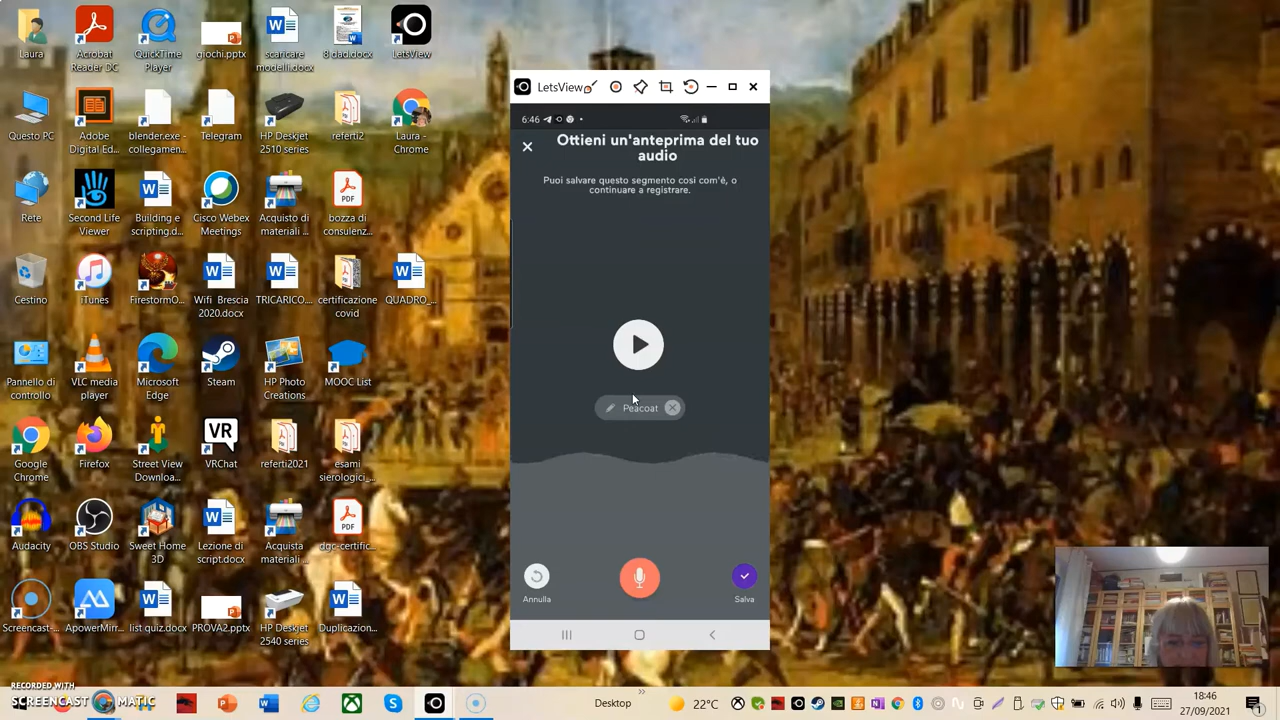 Laura
Acrobat
Reader DC
QuickTime
Player
giochi.pptx
scaricare
modelli.docx
8 dadi.docx
LetsView
Questo PC
Adobe
Digital Ed...
blender.exe -
collegamen...
Telegram
HP Deskjet
2510 series
referti2
Laura -
Chrome
Rete
Second Life
Viewer
Building e
scripting.d...
Cisco Webex
Meetings
Acquisto di
materiali ...
bozza di
consulenz...
Cestino
iTunes
FirestormO...
Wifi Brescia
2020.docx
TRICARICO....
certificazione
covid
QUADRO_...
Pannello di
controllo
VLC media
player
Microsoft
Edge
Steam
HP Photo
Creations
MOOC List
Google
Chrome
Firefox
Street View
Downloa...
VR
VRChat
referti2021
esami
sierologici_...
Audacity
OBS Studio
Sweet Home
3D
Lezione di
script.docx
Acquista
materiali ...
PDF
dgc-certific...
Screencast-...
ApowerMirr...
list quiz.docx
PROVA2.pptx
HP Deskjet
2540 series
Duplicazion...
LetsView
6:46
Ottieni un'anteprima del tuo
audio
Puoi salvare questo segmento così com'è, o
continuare a registrare.
Peacoat
Annulla
Salva
RECORDED WITH
SCREENCAST MATIC
Desktop
22°C
18:46
27/09/2021